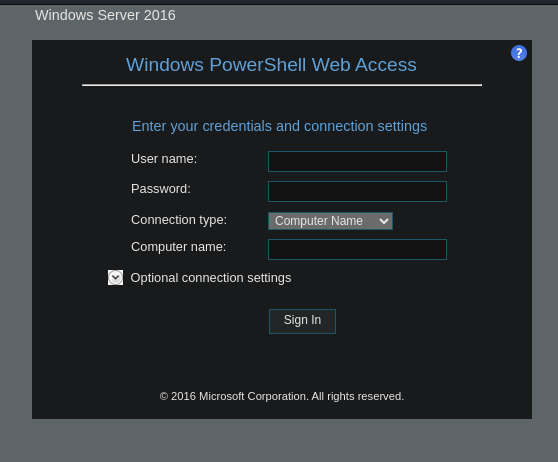 Windows Server 2016
?
Windows PowerShell Web Access
Enter your credentials and connection settings
User name:
Password:
Connection type: Computer Name
Computer name:
Optional connection settings
Sign In
© 2016 Microsoft Corporation. All rights reserved.